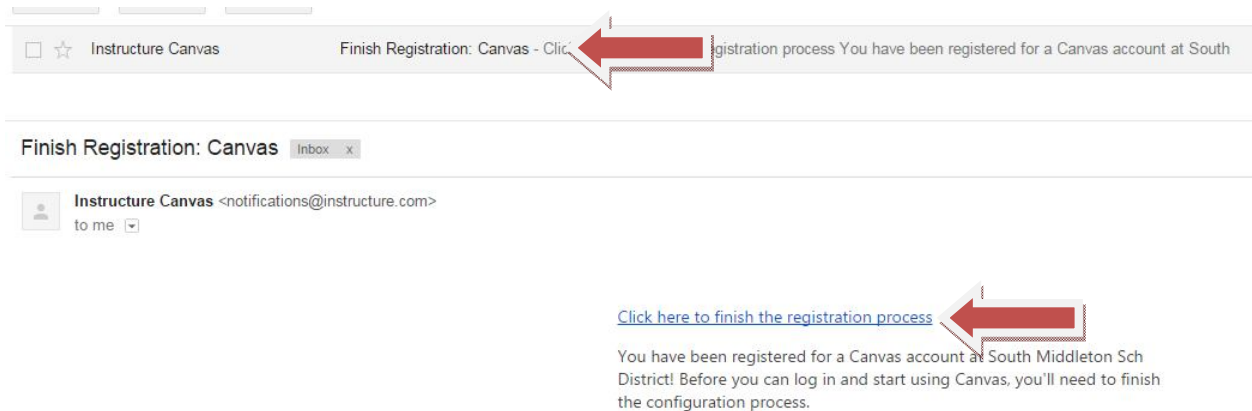 Instructure Canvas Finish Registration: Canvas - Clic gistration process You have been registered for a Canvas account at South
Finish Registration: Canvas Inbox x
Instructure Canvas <notifications@instructure.com>
to me
Click here to finish the registration process
You have been registered for a Canvas account at South Middleton Sch
District! Before you can log in and start using Canvas, you'll need to finish
the configuration process.